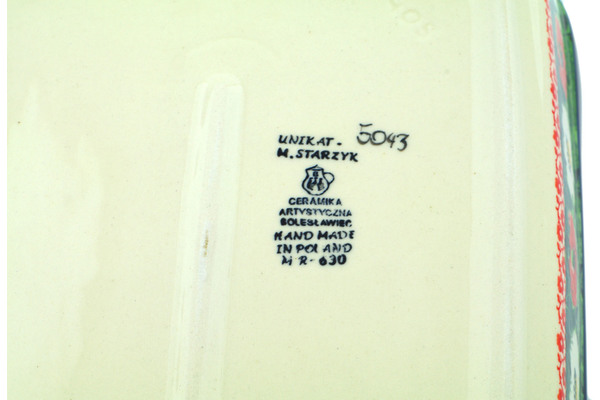 UNIKAT - 5043
M. STARZYK
CERAMIKA
ARTYSTYCZNA
BOLESŁAWIEC
HAND MADE
IN POLAND
M R - 630